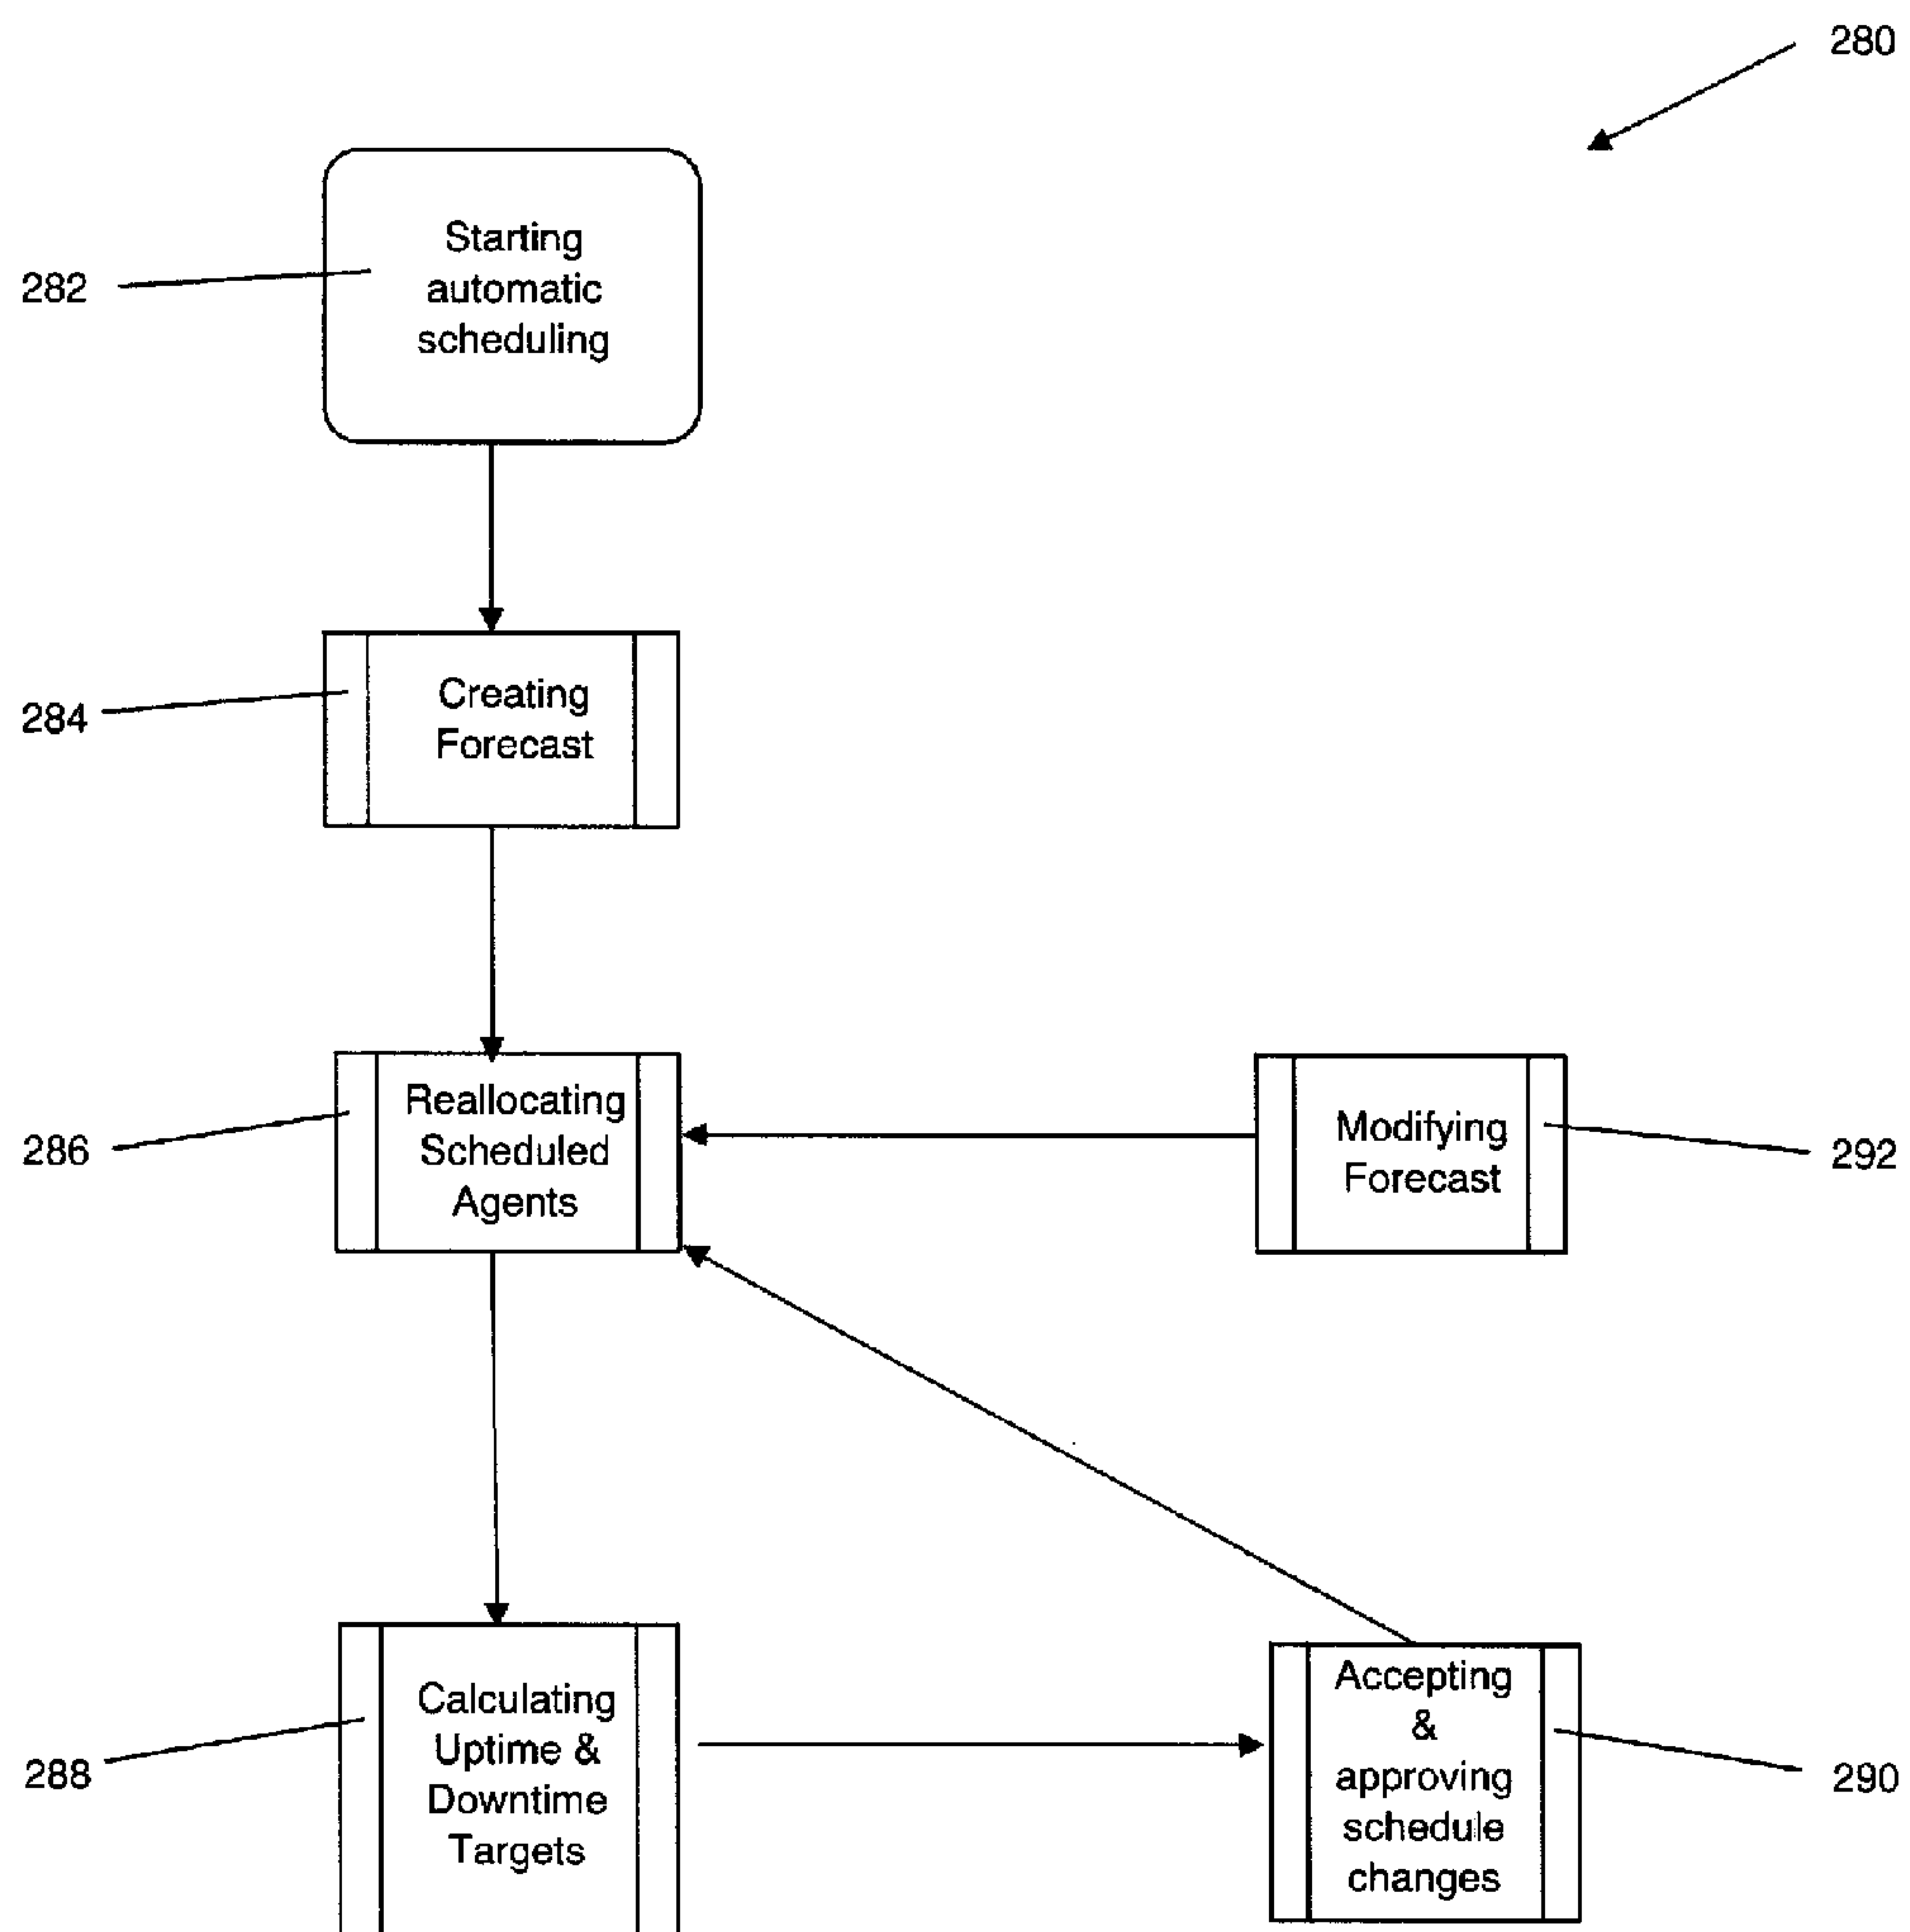 280
Starting
automatic
scheduling
282
Creating
Forecast
284
Reallocating
Scheduled
Agents
286
Modifying
Forecast
292
Calculating
Uptime &
Downtime
Targets
288
Accepting
&
approving
schedule
changes
290